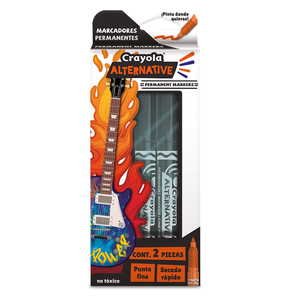 MARCADORES
PERMANENTES
¡Pinta donde
quieras!
Crayola
ALTERNATIVE
PERMANENT MARKERS
Crayola
ALTERNATIVE
Crayola
ALTERNATIVE
POWER
CONT. 2 PIEZAS
Punta
fina
Secado
rápido
no tóxico